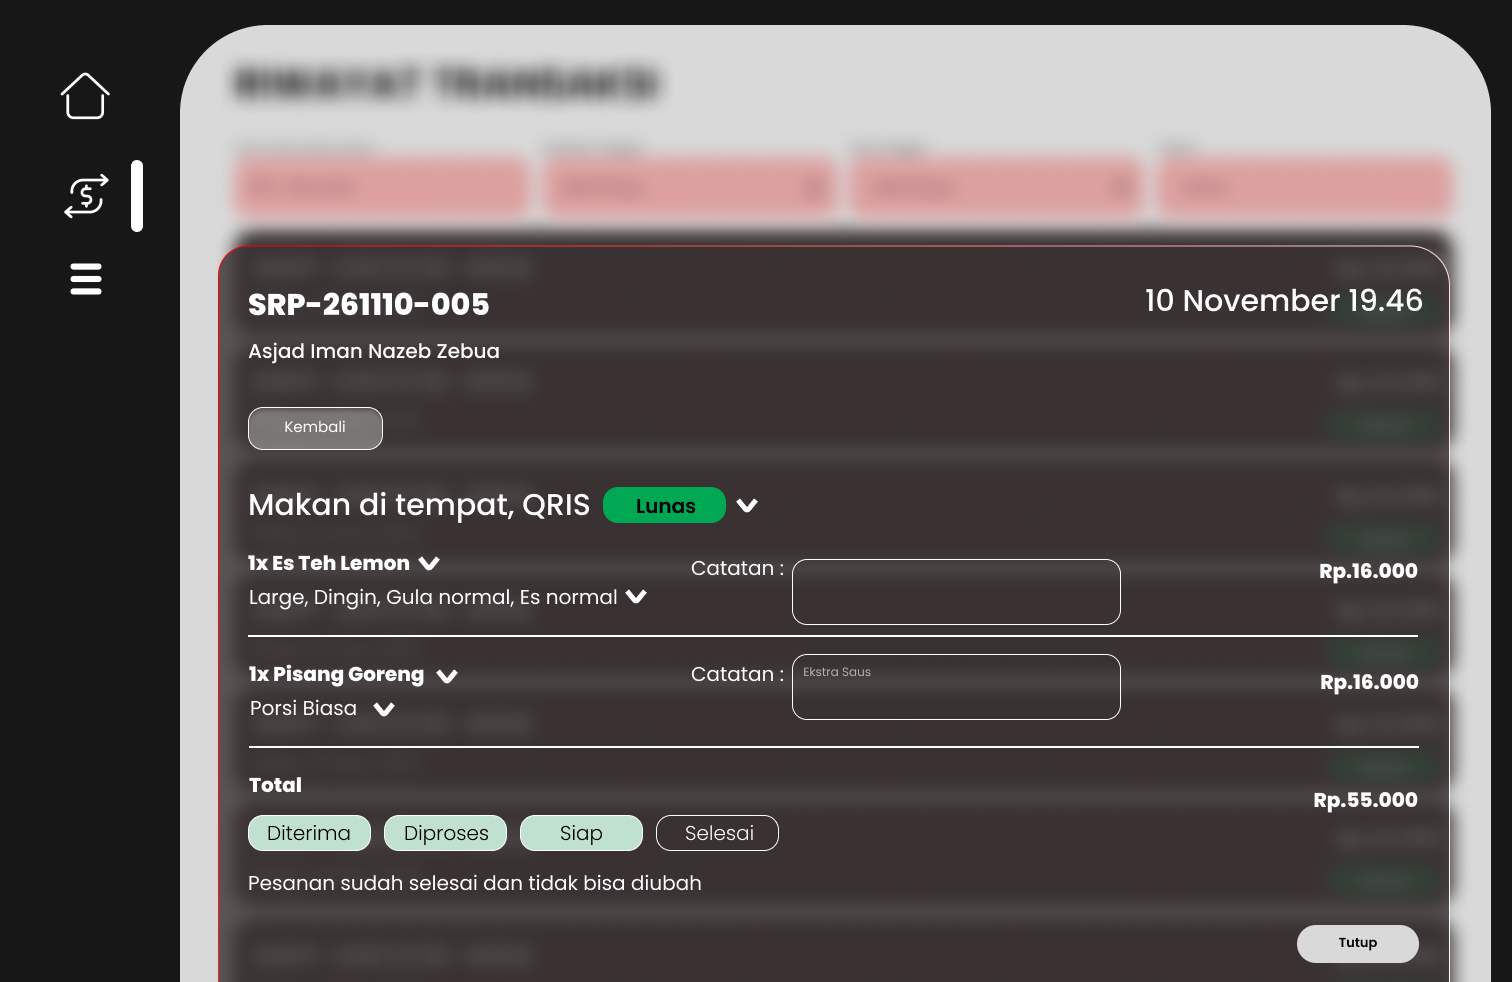 RIWAYAT TRANSAKSI
SRP-261110-005
10 November 19.46
Asjad Iman Nazeb Zebua
Kembali
Makan di tempat, QRIS
Lunas
1x Es Teh Lemon
Catatan :
Rp.16.000
Large, Dingin, Gula normal, Es normal
1x Pisang Goreng
Catatan :
Ekstra Saus
Rp.16.000
Porsi Biasa
Total
Rp.55.000
Diterima
Diproses
Siap
Selesai
Pesanan sudah selesai dan tidak bisa diubah
Tutup